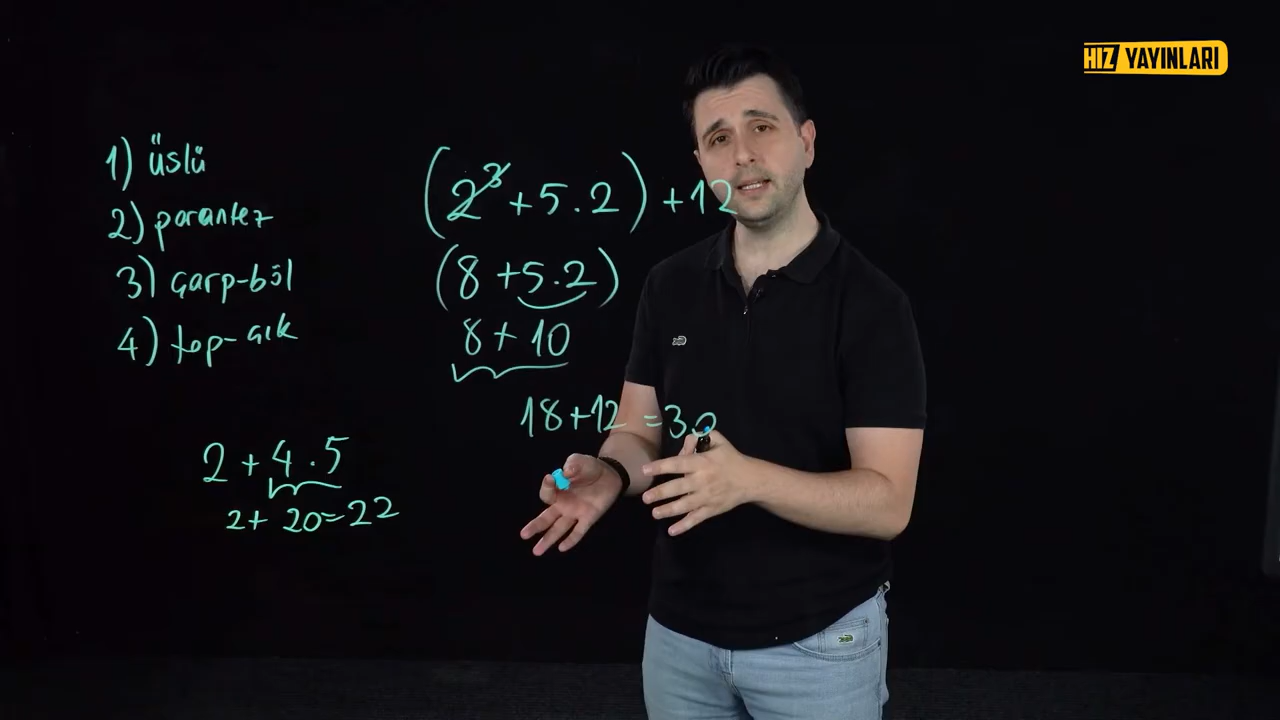 HIZ YAYINLARI
1) üslü
2) parantez
3) çarp-böl
4) top-çık
2 + 4 . 5
2 + 20 = 22
(2³ + 5 . 2) + 12
(8 + 5 . 2)
8 + 10
18 + 12 = 30